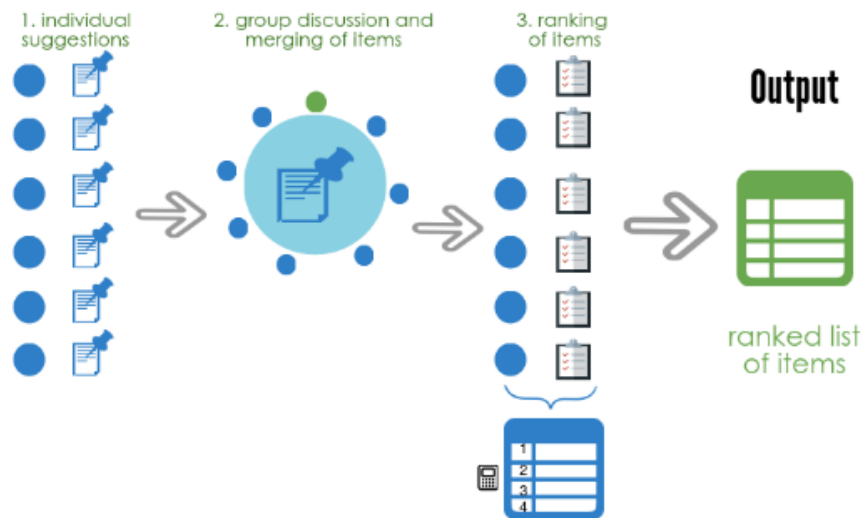 1. individual
suggestions
2. group discussion and
merging of items
3. ranking
of items
Output
ranked list
of items
1
2
3
4